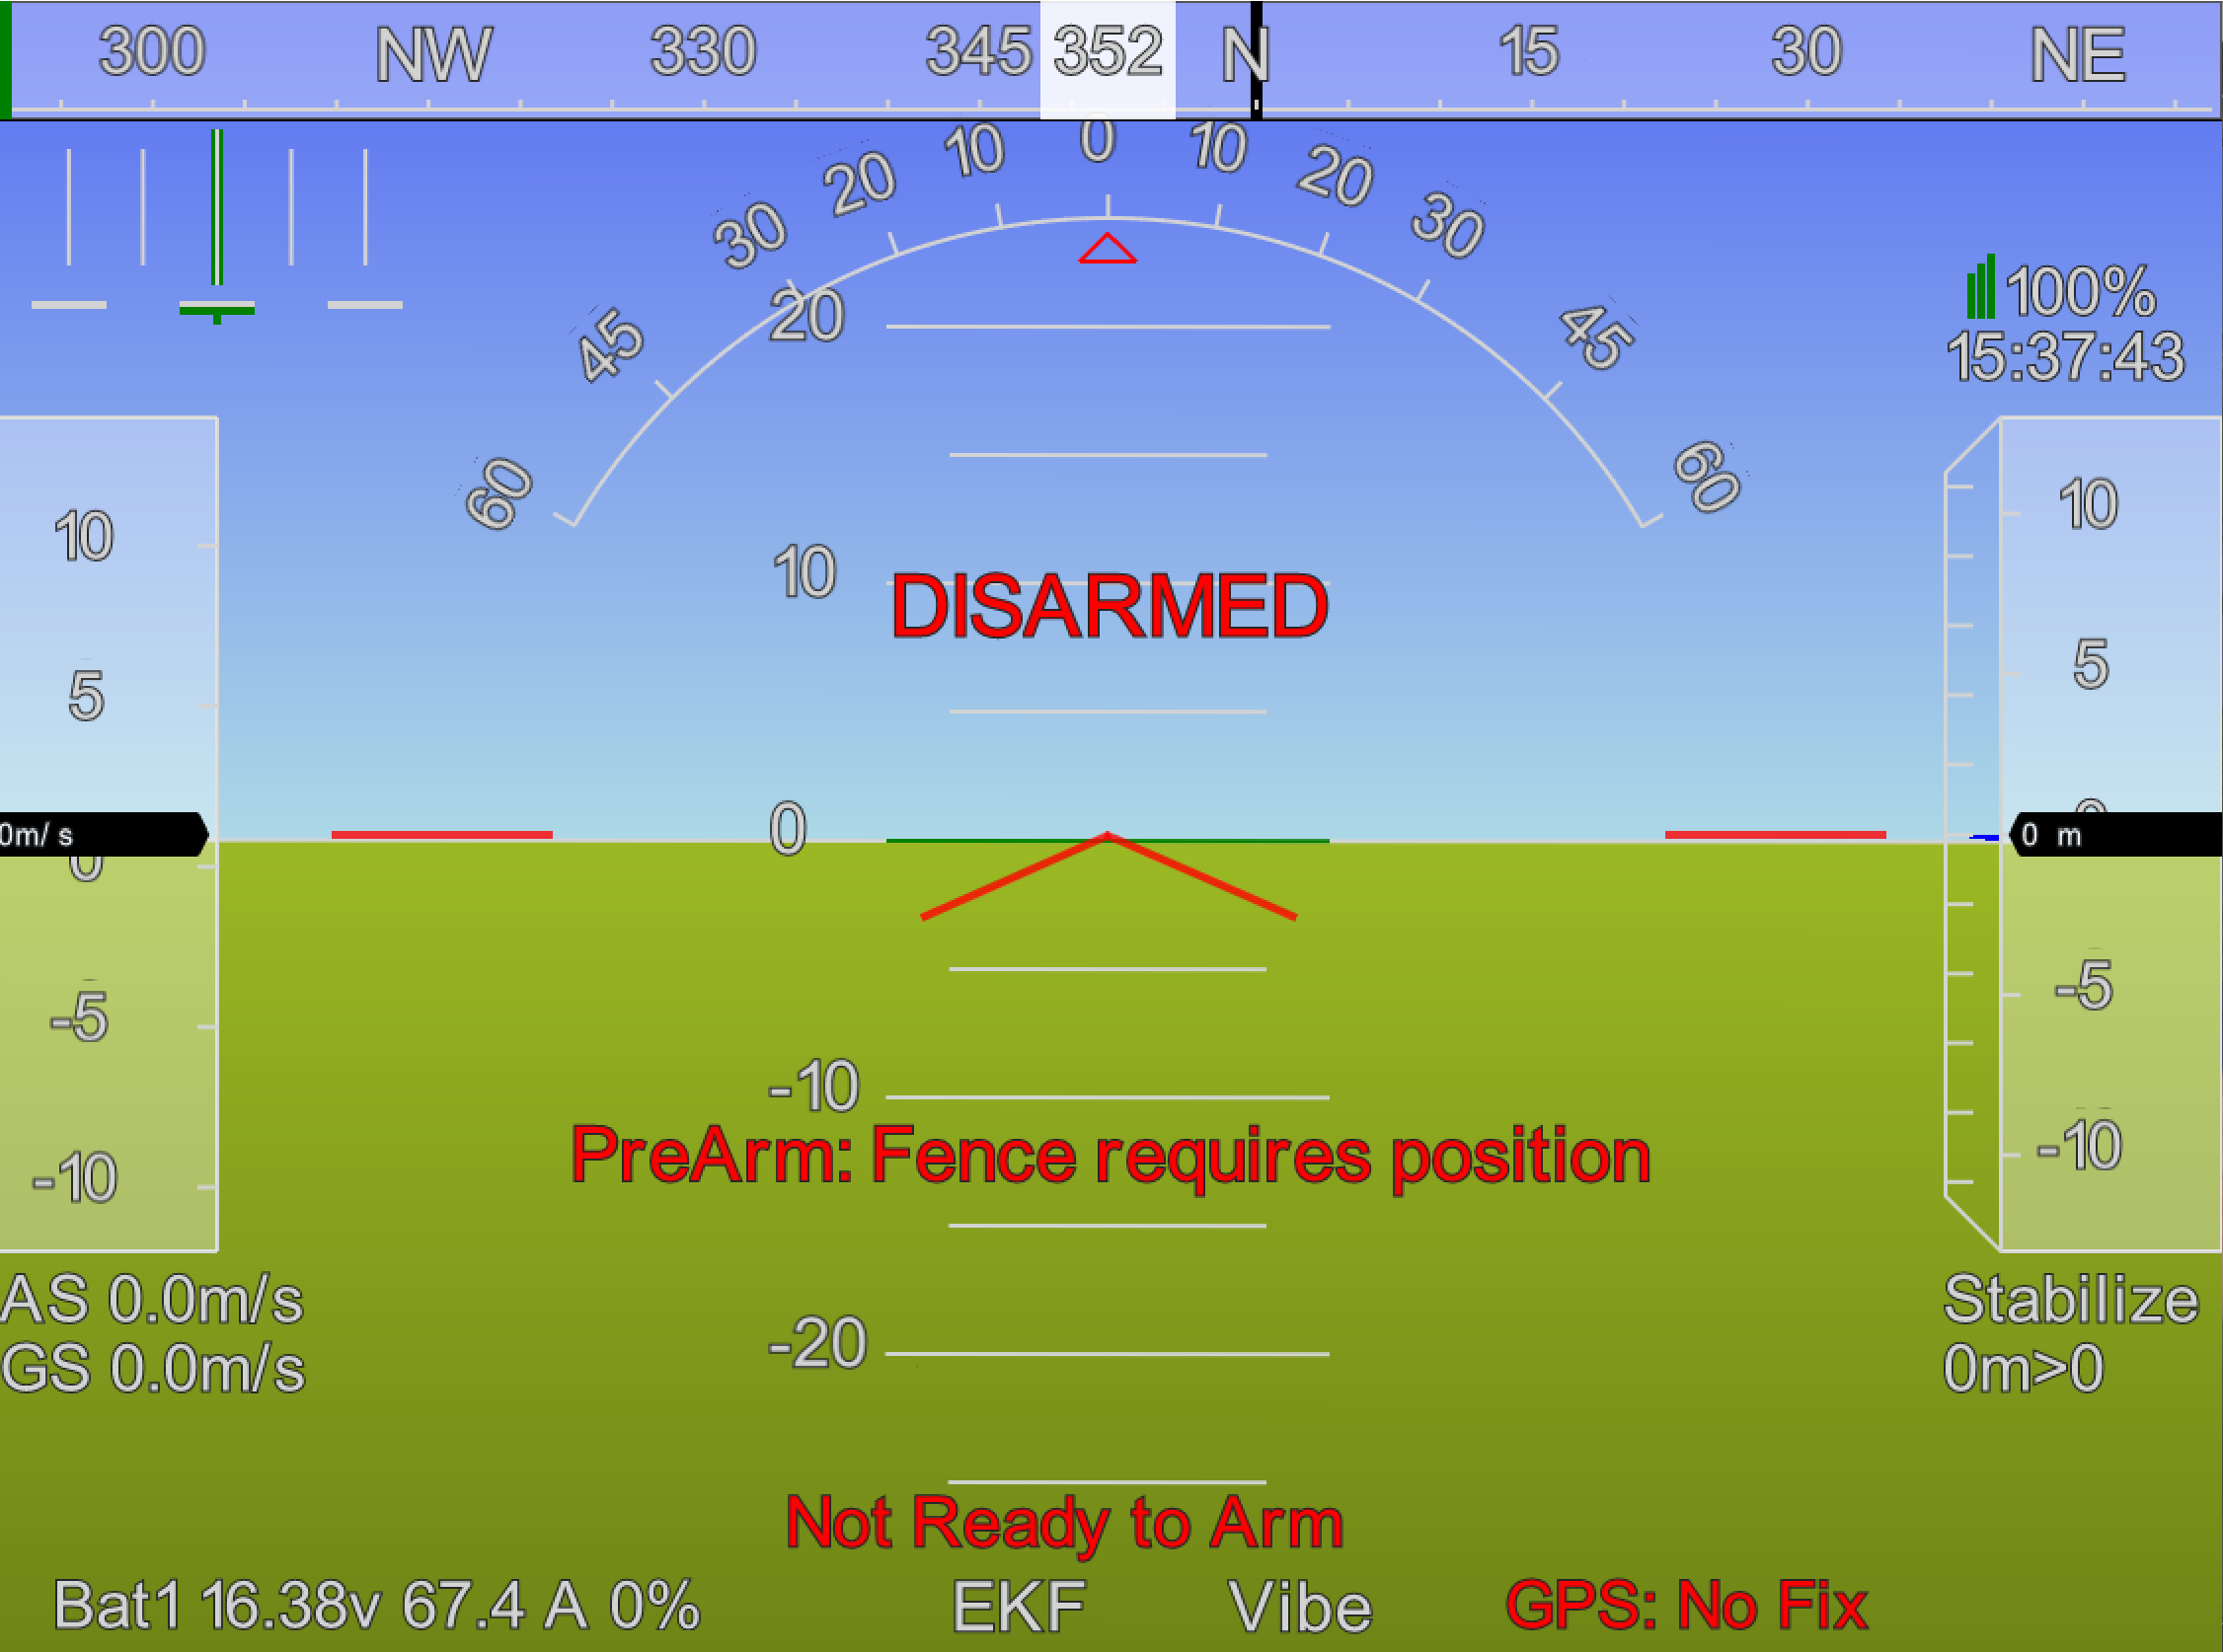 300 NW 330 345 352 N 15 30 NE
60 45 30 20 10 0 10 20 30 45 60
100%
15:37:43
20
10
0
-10
-20
10
5
0
-5
-10
0m/ s
10
5
0
-5
-10
0 m
DISARMED
PreArm: Fence requires position
AS 0.0m/s
GS 0.0m/s
Stabilize
0m>0
Not Ready to Arm
Bat1 16.38v 67.4 A 0% EKF Vibe GPS: No Fix